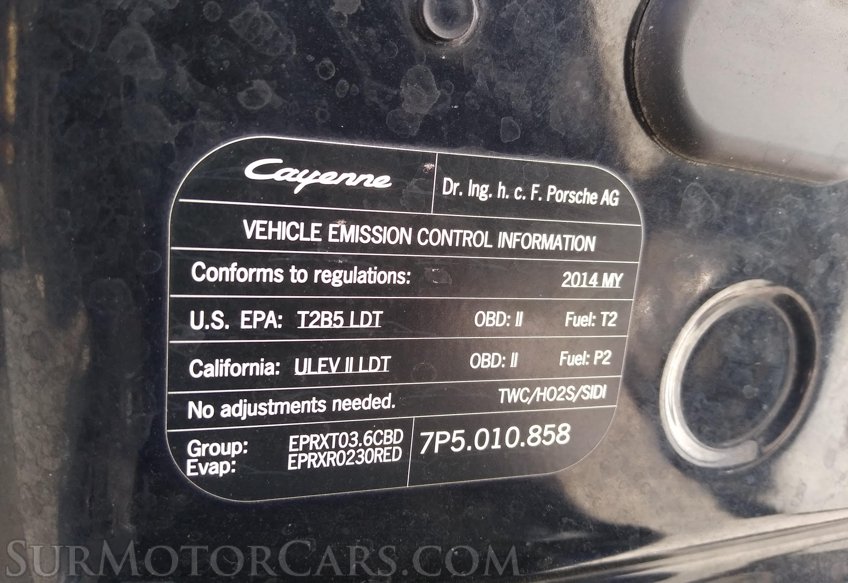 Cayenne Dr. Ing. h. c. F. Porsche AG
VEHICLE EMISSION CONTROL INFORMATION
Conforms to regulations: 2014 MY
U.S. EPA: T2B5 LDT OBD: II Fuel: T2
California: ULEV II LDT OBD: II Fuel: P2
No adjustments needed. TWC/HO2S/SIDI
Group: EPRXT03.6CBD 7P5.010.858
Evap: EPRXR0230RED
SurMotorCars.com